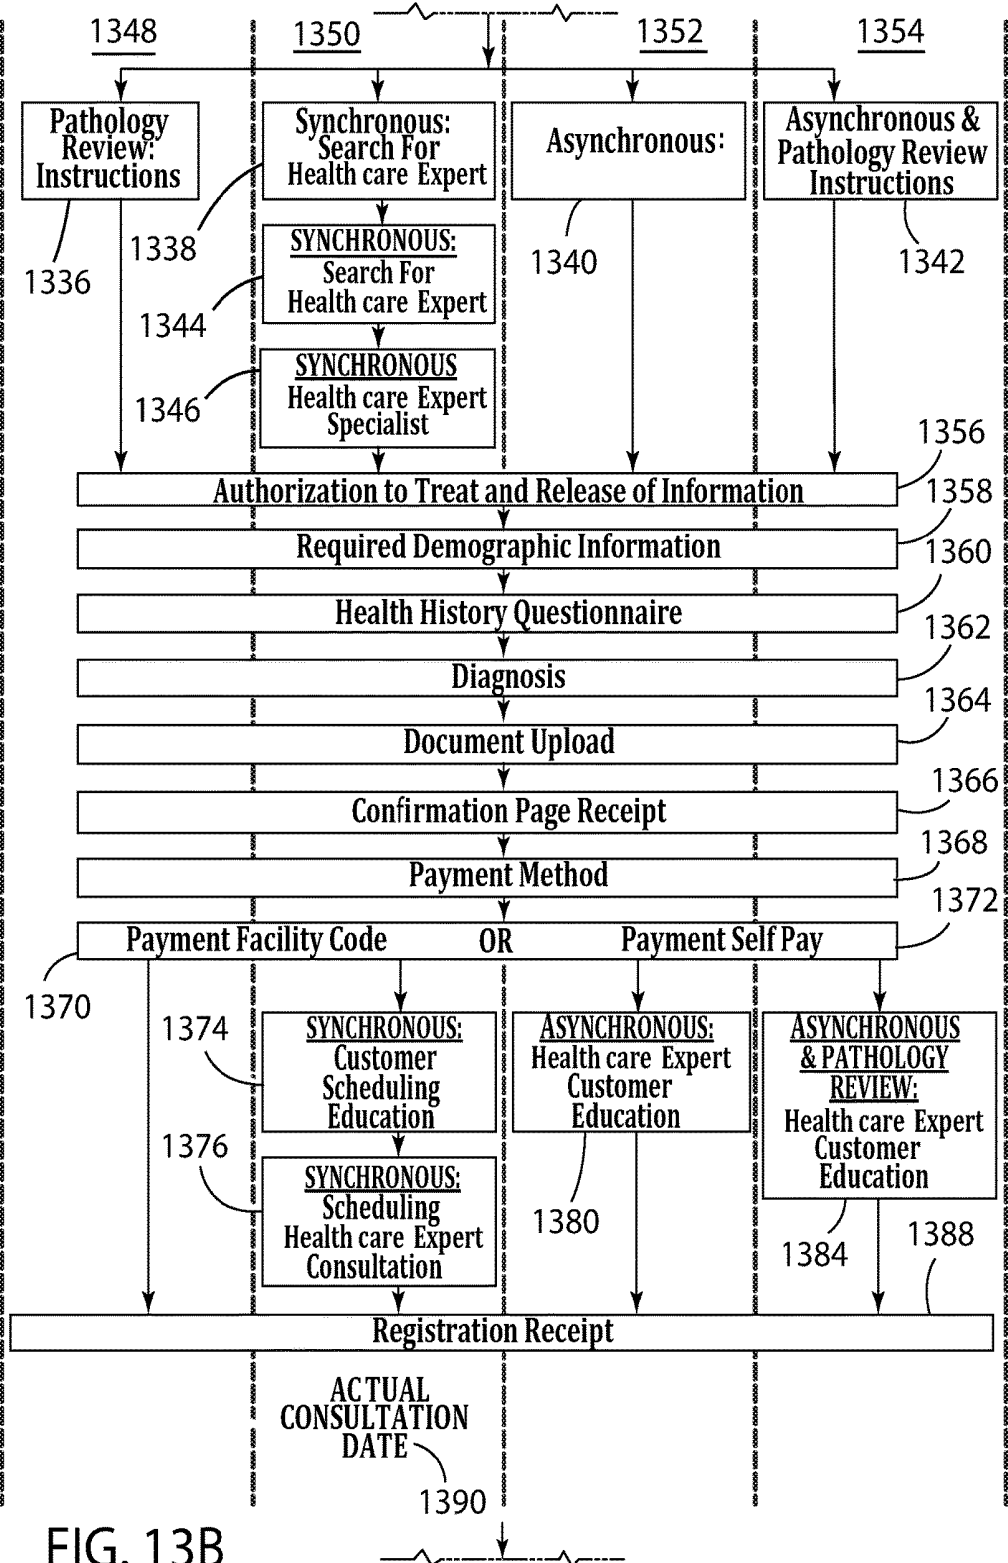 1348
1350
1352
1354
Pathology
Review:
Instructions
Synchronous:
Search For
Health care Expert
Asynchronous:
Asynchronous &
Pathology Review
Instructions
1336
1338
1340
1342
SYNCHRONOUS:
Search For
Health care Expert
1344
SYNCHRONOUS
Health care Expert
Specialist
1346
1356
Authorization to Treat and Release of Information
1358
Required Demographic Information
1360
Health History Questionnaire
1362
Diagnosis
1364
Document Upload
1366
Confirmation Page Receipt
1368
Payment Method
1372
Payment Facility Code OR Payment Self Pay
1370
1374
SYNCHRONOUS:
Customer
Scheduling
Education
ASYNCHRONOUS:
Health care Expert
Customer
Education
ASYNCHRONOUS
& PATHOLOGY
REVIEW:
Health care Expert
Customer
Education
1376
SYNCHRONOUS:
Scheduling
Health care Expert
Consultation
1380
1384
1388
Registration Receipt
ACTUAL
CONSULTATION
DATE
1390
FIG. 13B